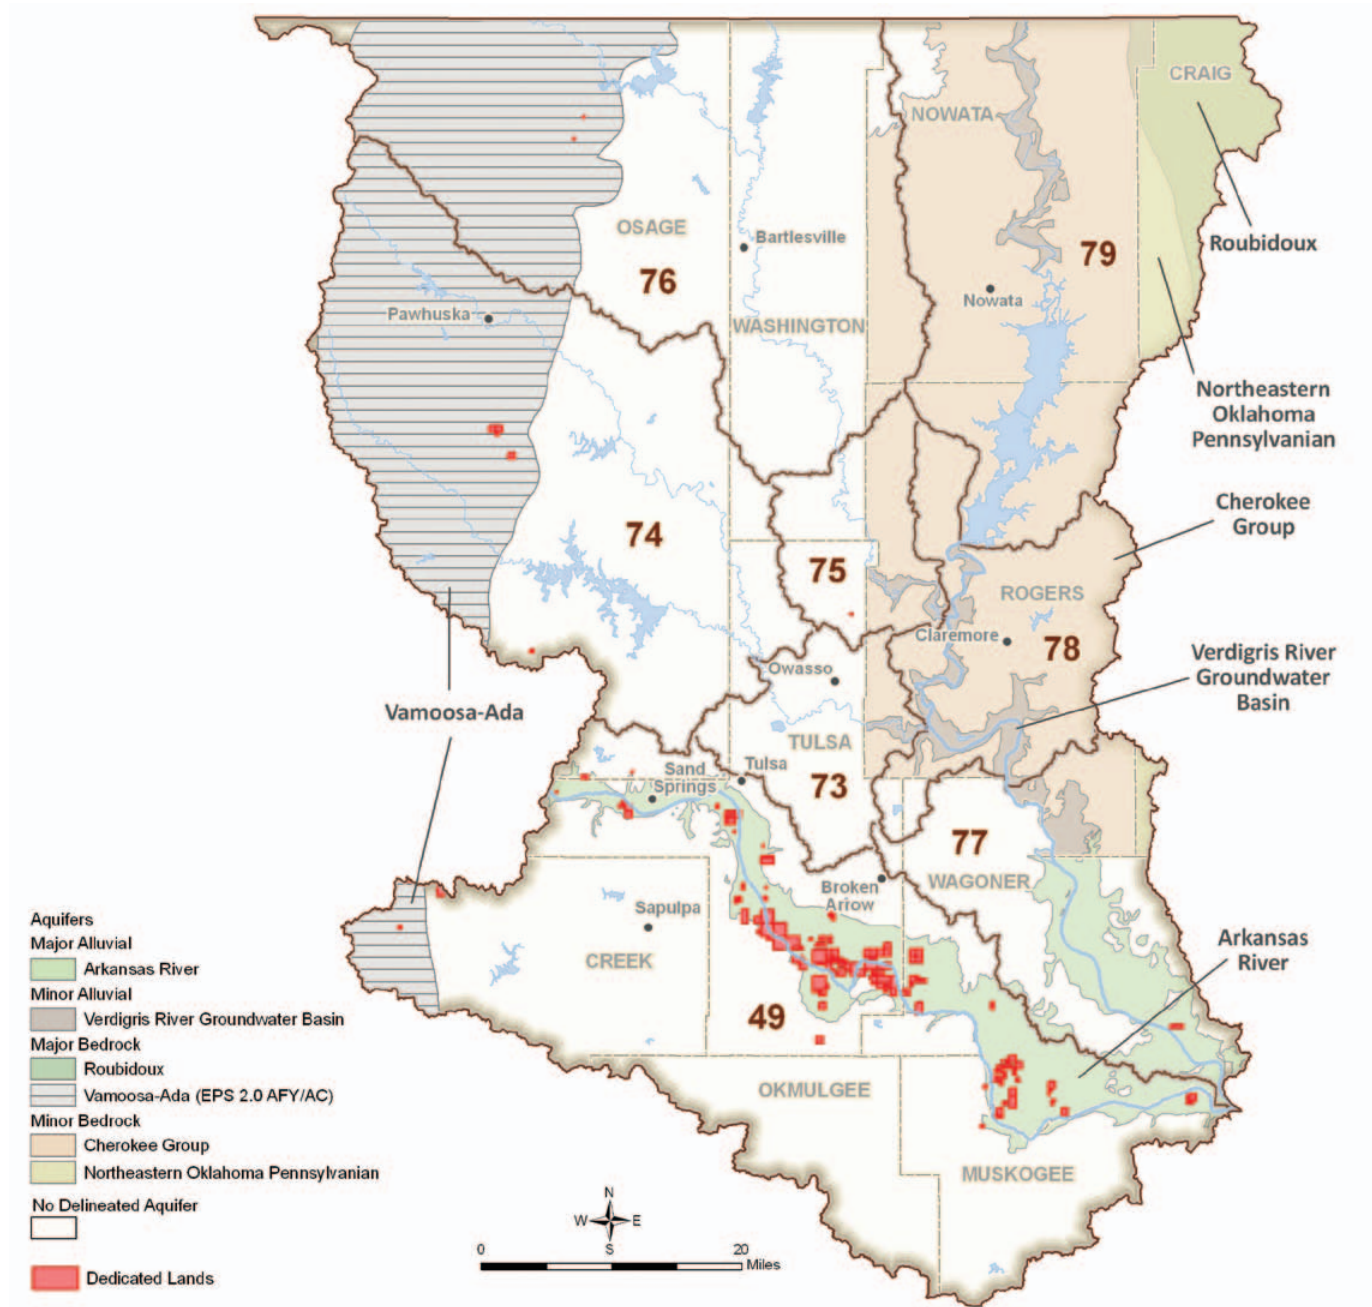 CRAIG
NOWATA
Roubidoux
OSAGE
Bartlesville
79
76
Nowata
Pawhuska
WASHINGTON
Northeastern
Oklahoma
Pennsylvanian
Cherokee
Group
74
75
ROGERS
Claremore
78
Owasso
Verdigris River
Groundwater
Basin
Vamoosa-Ada
TULSA
Sand
Springs
Tulsa
73
77
WAGONER
Broken
Arrow
Sapulpa
CREEK
Arkansas
River
49
OKMULGEE
MUSKOGEE
Aquifers
Major Alluvial
Arkansas River
Minor Alluvial
Verdigris River Groundwater Basin
Major Bedrock
Roubidoux
Vamoosa-Ada (EPS 2.0 AFY/AC)
Minor Bedrock
Cherokee Group
Northeastern Oklahoma Pennsylvanian
No Delineated Aquifer
Dedicated Lands
N
W E
S
0 20
Miles